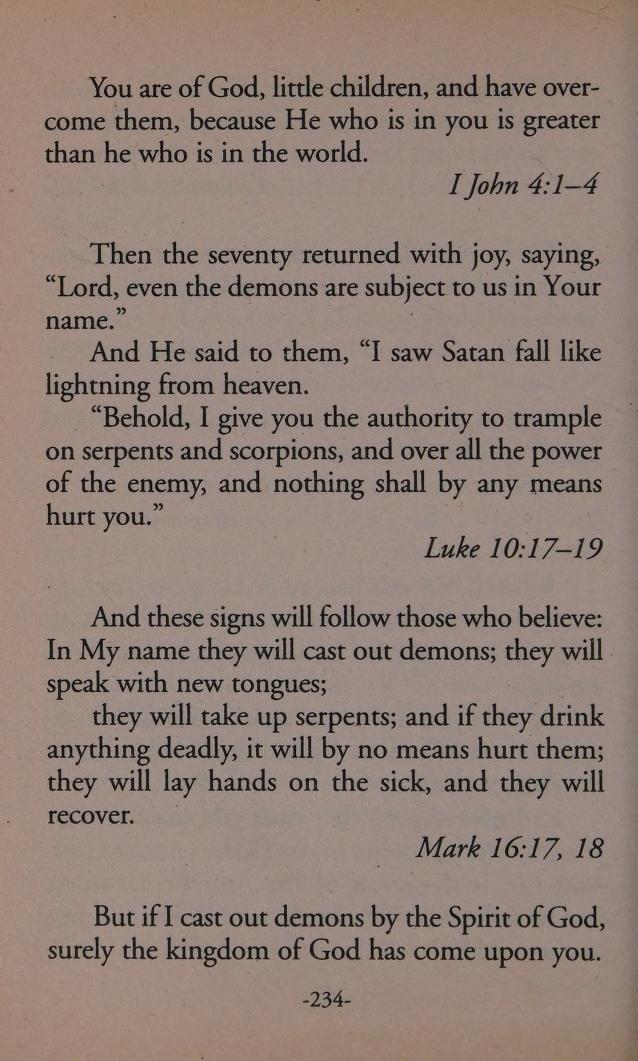 You are of God, little children, and have over-
come them, because He who is in you is greater
than he who is in the world.
I John 4:1–4
Then the seventy returned with joy, saying,
“Lord, even the demons are subject to us in Your
name.”
And He said to them, “I saw Satan fall like
lightning from heaven.
“Behold, I give you the authority to trample
on serpents and scorpions, and over all the power
of the enemy, and nothing shall by any means
hurt you.”
Luke 10:17–19
And these signs will follow those who believe:
In My name they will cast out demons; they will
speak with new tongues;
they will take up serpents; and if they drink
anything deadly, it will by no means hurt them;
they will lay hands on the sick, and they will
recover.
Mark 16:17, 18
But if I cast out demons by the Spirit of God,
surely the kingdom of God has come upon you.
-234-